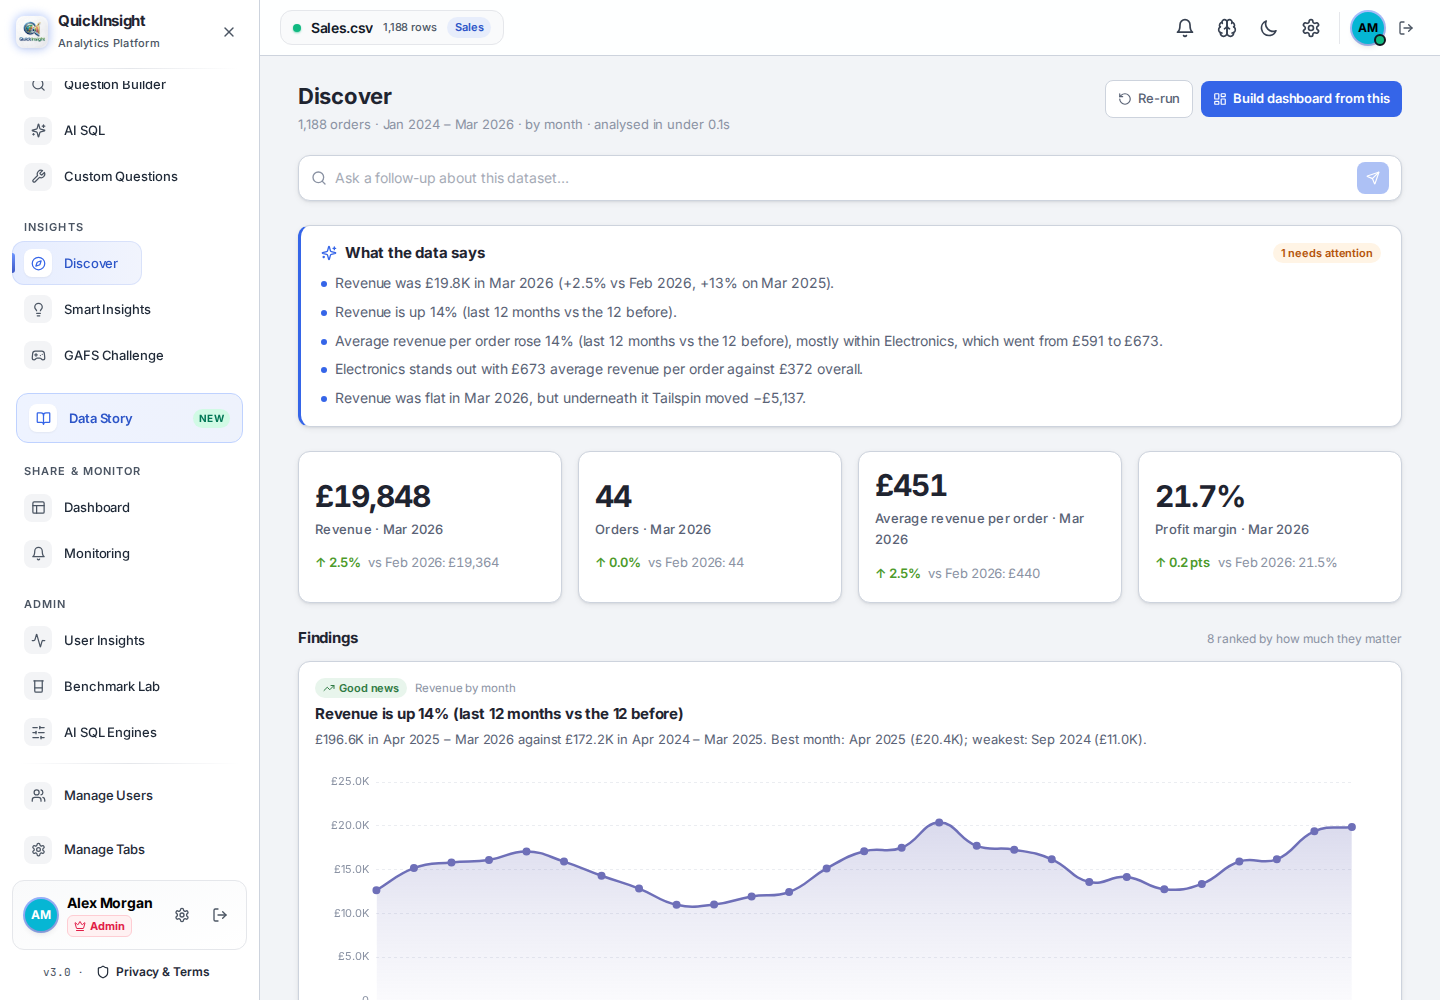 QuickInsight
Analytics Platform
Question Builder
AI SQL
Custom Questions
INSIGHTS
Discover
Smart Insights
GAFS Challenge
Data Story
NEW
SHARE & MONITOR
Dashboard
Monitoring
ADMIN
User Insights
Benchmark Lab
AI SQL Engines
Manage Users
Manage Tabs
AM
Alex Morgan
Admin
v3.0 ·
Privacy & Terms
Sales.csv 1,188 rows Sales
AM
Discover
1,188 orders · Jan 2024 – Mar 2026 · by month · analysed in under 0.1s
Re-run
Build dashboard from this
Ask a follow-up about this dataset...
What the data says
1 needs attention
Revenue was £19.8K in Mar 2026 (+2.5% vs Feb 2026, +13% on Mar 2025).
Revenue is up 14% (last 12 months vs the 12 before).
Average revenue per order rose 14% (last 12 months vs the 12 before), mostly within Electronics, which went from £591 to £673.
Electronics stands out with £673 average revenue per order against £372 overall.
Revenue was flat in Mar 2026, but underneath it Tailspin moved −£5,137.
£19,848
Revenue · Mar 2026
↑ 2.5% vs Feb 2026: £19,364
44
Orders · Mar 2026
↑ 0.0% vs Feb 2026: 44
£451
Average revenue per order · Mar
2026
↑ 2.5% vs Feb 2026: £440
21.7%
Profit margin · Mar 2026
↑ 0.2 pts vs Feb 2026: 21.5%
Findings
8 ranked by how much they matter
Good news
Revenue by month
Revenue is up 14% (last 12 months vs the 12 before)
£196.6K in Apr 2025 – Mar 2026 against £172.2K in Apr 2024 – Mar 2025. Best month: Apr 2025 (£20.4K); weakest: Sep 2024 (£11.0K).
£25.0K
£20.0K
£15.0K
£10.0K
£5.0K
0